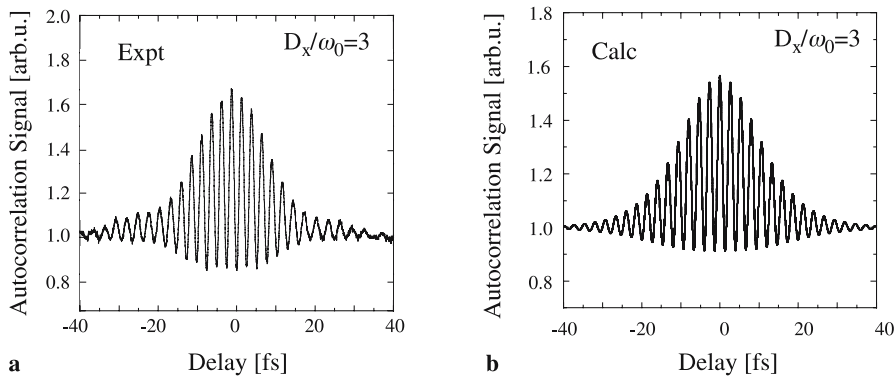 Autocorrelation Signal [arb.u.]
2.0
1.8
1.6
1.4
1.2
1.0
0.8
Expt
Dₓ/ω₀=3
-40
-20
0
20
40
Delay [fs]
a
Autocorrelation Signal [arb.u.]
1.8
1.6
1.4
1.2
1.0
0.8
Calc
Dₓ/ω₀=3
-40
-20
0
20
40
Delay [fs]
b